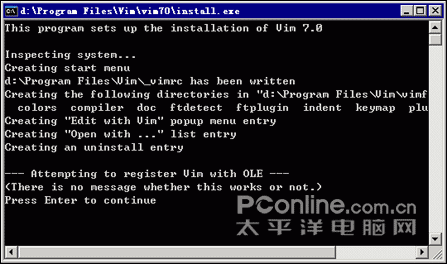 d:\Program Files\Vim\vim70\install.exe
This program sets up the installation of Vim 7.0
Inspecting system...
Creating start menu
d:\Program Files\Vim\_vimrc has been written
Creating the following directories in "d:\Program Files\Vim\vimf
colors compiler doc ftdetect ftplugin indent keymap plu
Creating "Edit with Vim" popup menu entry
Creating "Open with ..." list entry
Creating an uninstall entry
--- Attempting to register Vim with OLE ---
(There is no message whether this works or not.)
Press Enter to continue
PConline.com.cn
太平洋电脑网